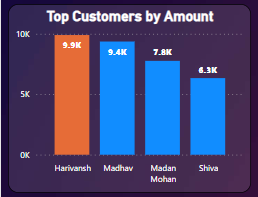 Top Customers by Amount
10K
9.9K
9.4K
7.8K
6.3K
5K
0K
Harivansh Madhav Madan Mohan Shiva